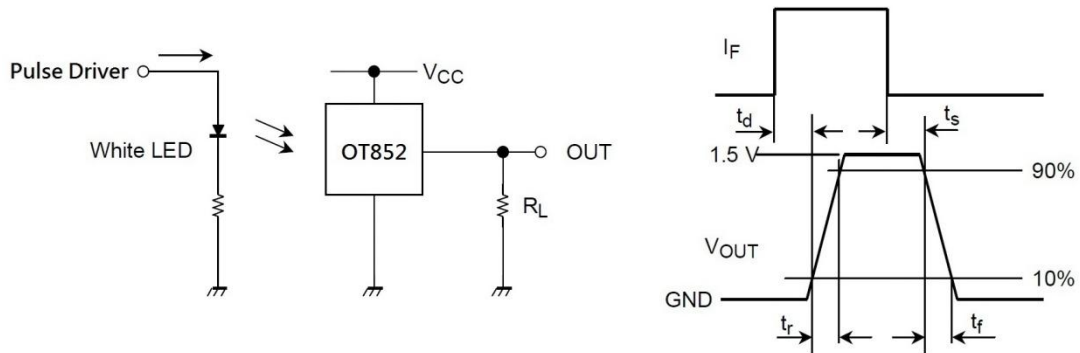 Pulse Driver
White LED
VCC
OT852
OUT
RL
IF
td
ts
1.5 V
90%
VOUT
10%
GND
tr
tf